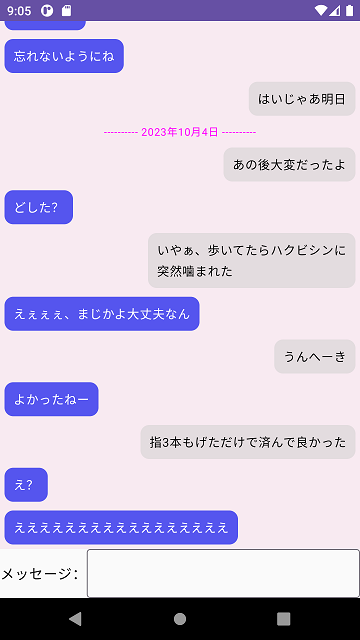 9:05
忘れないようにね
はいじゃあ明日
---------- 2023年10月4日 ----------
あの後大変だったよ
どした？
いやぁ、歩いてたらハクビシンに
突然噛まれた
えぇぇぇ、まじかよ大丈夫なん
うんへーき
よかったねー
指3本もげただけで済んで良かった
え？
えええええええええええええええええ
メッセージ：